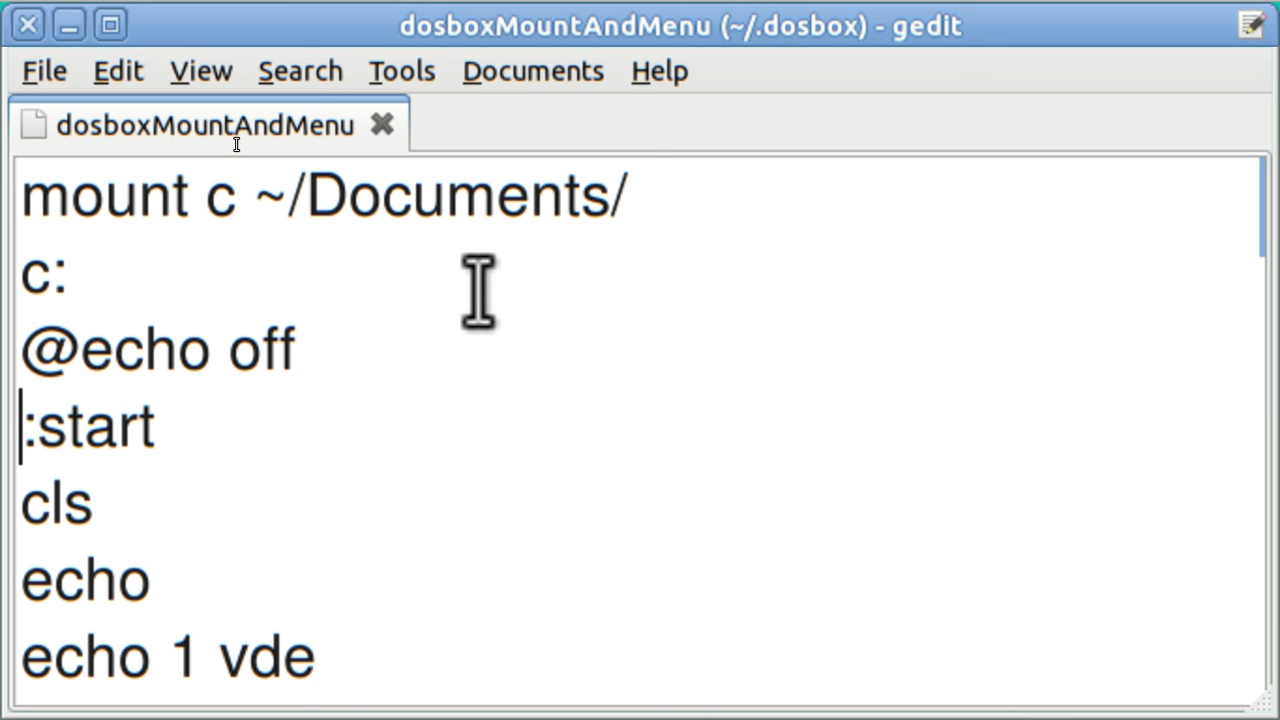 dosboxMountAndMenu (~/.dosbox) - gedit
File Edit View Search Tools Documents Help
dosboxMountAndMenu
mount c ~/Documents/
c:
@echo off
:start
cls
echo
echo 1 vde